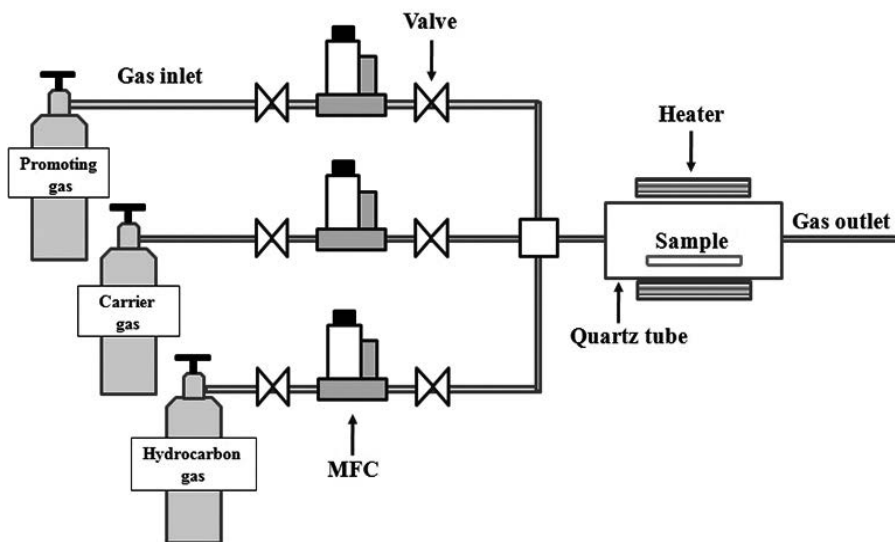 Valve
Gas inlet
Heater
Promoting
gas
Gas outlet
Sample
Carrier
gas
Quartz tube
Hydrocarbon
gas
MFC